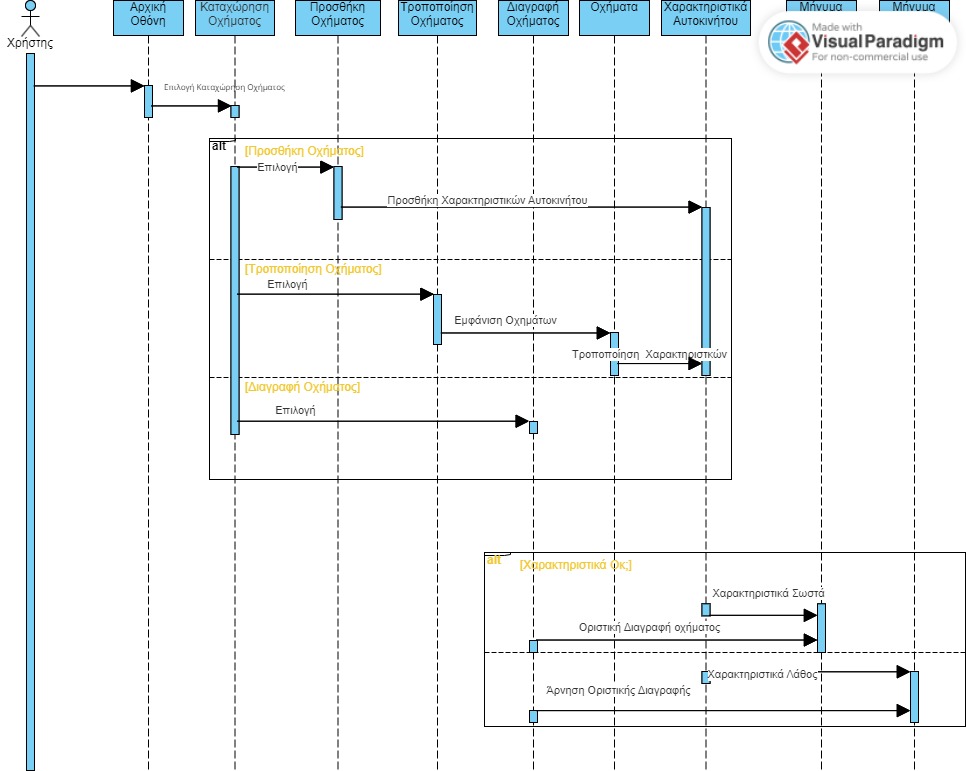 Χρήστης
Αρχική
Οθόνη
Καταχώρηση
Οχήματος
Προσθήκη
Οχήματος
Τροποποίηση
Οχήματος
Διαγραφή
Οχήματος
Οχήματα
Χαρακτηριστικά
Αυτοκινήτου
Μήνυμα
Μήνυμα
Made with
Visual Paradigm
For non-commercial use
Επιλογή Καταχώρηση Οχήματος
alt
[Προσθήκη Οχήματος]
Επιλογή
Προσθήκη Χαρακτηριστικών Αυτοκινήτου
[Τροποποίηση Οχήματος]
Επιλογή
Εμφάνιση Οχημάτων
Τροποποίηση Χαρακτηριστκών
[Διαγραφή Οχήματος]
Επιλογή
alt
[Χαρακτηριστικά Οκ;]
Χαρακτηριστικά Σωστά
Οριστική Διαγραφή οχήματος
Χαρακτηριστικά Λάθος
Άρνηση Οριστικής Διαγραφής